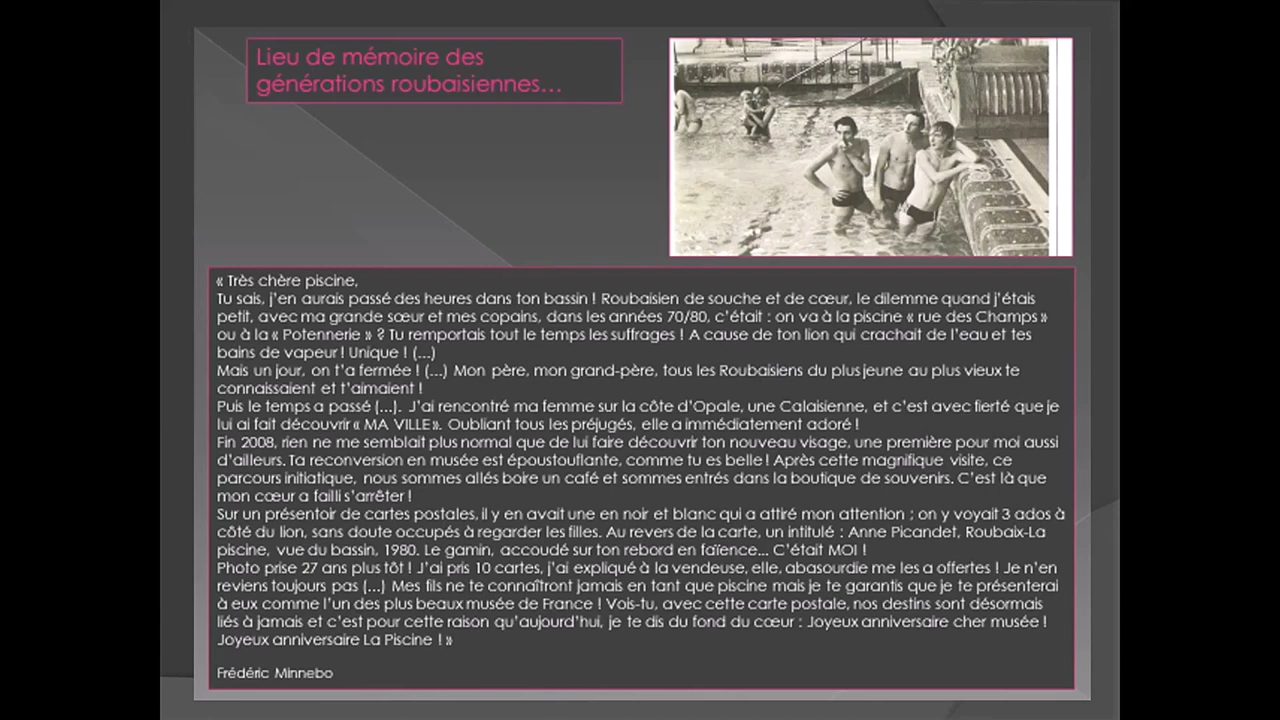 Lieu de mémoire des
générations roubaisiennes…
« Très chère piscine,
Tu sais, j'en aurais passé des heures dans ton bassin ! Roubaisien de souche et de cœur, le dilemme quand j'étais
petit, avec ma grande sœur et mes copains, dans les années 70/80, c'était : on va à la piscine « rue des Champs »
ou à la « Potennerie » ? Tu remportais tout le temps les suffrages ! A cause de ton lion qui crachait de l'eau et tes
bains de vapeur ! Unique ! (...)
Mais un jour, on t'a fermée ! (...) Mon père, mon grand-père, tous les Roubaisiens du plus jeune au plus vieux te
connaissaient et t'aimaient !
Puis le temps a passé (...). J'ai rencontré ma femme sur la côte d'Opale, une Calaisienne, et c'est avec fierté que je
lui ai fait découvrir « MA VILLE». Oubliant tous les préjugés, elle a immédiatement adoré !
Fin 2008, rien ne me semblait plus normal que de lui faire découvrir ton nouveau visage, une première pour moi aussi
d'ailleurs. Ta reconversion en musée est époustouflante, comme tu es belle ! Après cette magnifique visite, ce
parcours initiatique, nous sommes allés boire un café et sommes entrés dans la boutique de souvenirs. C'est là que
mon cœur a failli s'arrêter !
Sur un présentoir de cartes postales, il y en avait une en noir et blanc qui a attiré mon attention ; on y voyait 3 ados à
côté du lion, sans doute occupés à regarder les filles. Au revers de la carte, un intitulé : Anne Picandet, Roubaix-La
piscine, vue du bassin, 1980. Le gamin, accoudé sur ton rebord en faïence... C'était MOI !
Photo prise 27 ans plus tôt ! J'ai pris 10 cartes, j'ai expliqué à la vendeuse, elle, abasourdie me les a offertes ! Je n'en
reviens toujours pas (...) Mes fils ne te connaîtront jamais en tant que piscine mais je te garantis que je te présenterai
à eux comme l'un des plus beaux musée de France ! Vois-tu, avec cette carte postale, nos destins sont désormais
liés à jamais et c'est pour cette raison qu'aujourd'hui, je te dis du fond du cœur : Joyeux anniversaire cher musée !
Joyeux anniversaire La Piscine ! »
Frédéric Minnebo